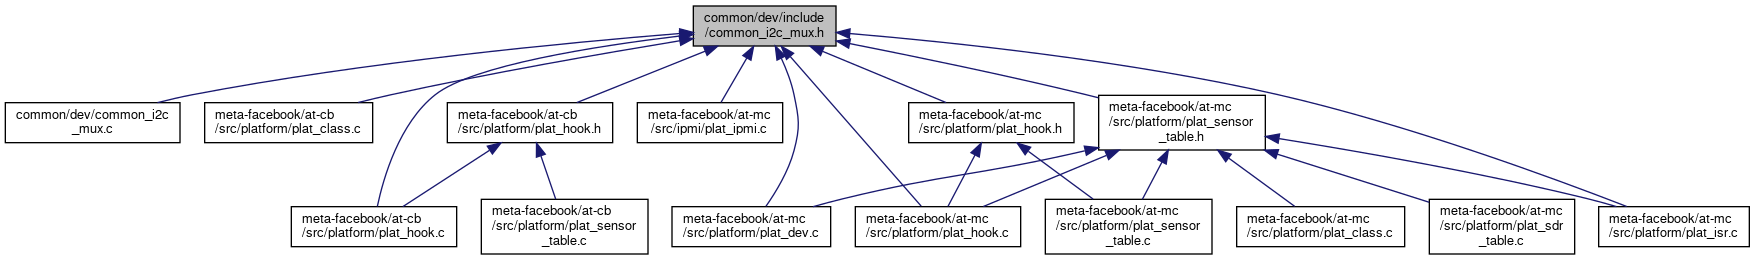 common/dev/include
/common_i2c_mux.h
common/dev/common_i2c
_mux.c
meta-facebook/at-cb
/src/platform/plat_class.c
meta-facebook/at-cb
/src/platform/plat_hook.h
meta-facebook/at-mc
/src/ipmi/plat_ipmi.c
meta-facebook/at-mc
/src/platform/plat_hook.h
meta-facebook/at-mc
/src/platform/plat_sensor
_table.h
meta-facebook/at-cb
/src/platform/plat_hook.c
meta-facebook/at-cb
/src/platform/plat_sensor
_table.c
meta-facebook/at-mc
/src/platform/plat_dev.c
meta-facebook/at-mc
/src/platform/plat_hook.c
meta-facebook/at-mc
/src/platform/plat_sensor
_table.c
meta-facebook/at-mc
/src/platform/plat_class.c
meta-facebook/at-mc
/src/platform/plat_sdr
_table.c
meta-facebook/at-mc
/src/platform/plat_isr.c